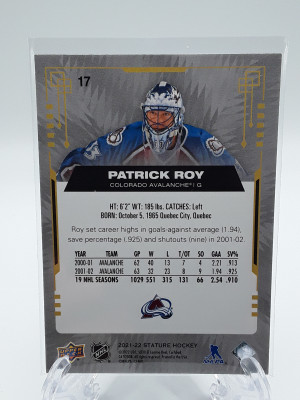 17
PATRICK ROY
COLORADO AVALANCHE | G
HT: 6'2" WT: 185 lbs. CATCHES: Left
BORN: October 5, 1965 Quebec City, Quebec
Roy set career highs in goals-against average (1.94),
save percentage (.925) and shutouts (nine) in 2001-02.
YEAR TEAM GP W L T/OT SO GAA SV%
2000-01 AVALANCHE 62 40 13 7 4 2.21 .913
2001-02 AVALANCHE 63 32 23 8 9 1.94 .925
19 NHL SEASONS 1029 551 315 131 66 2.54 .910
2021-22 STATURE HOCKEY
UPPER DECK
NHL
NHLPA